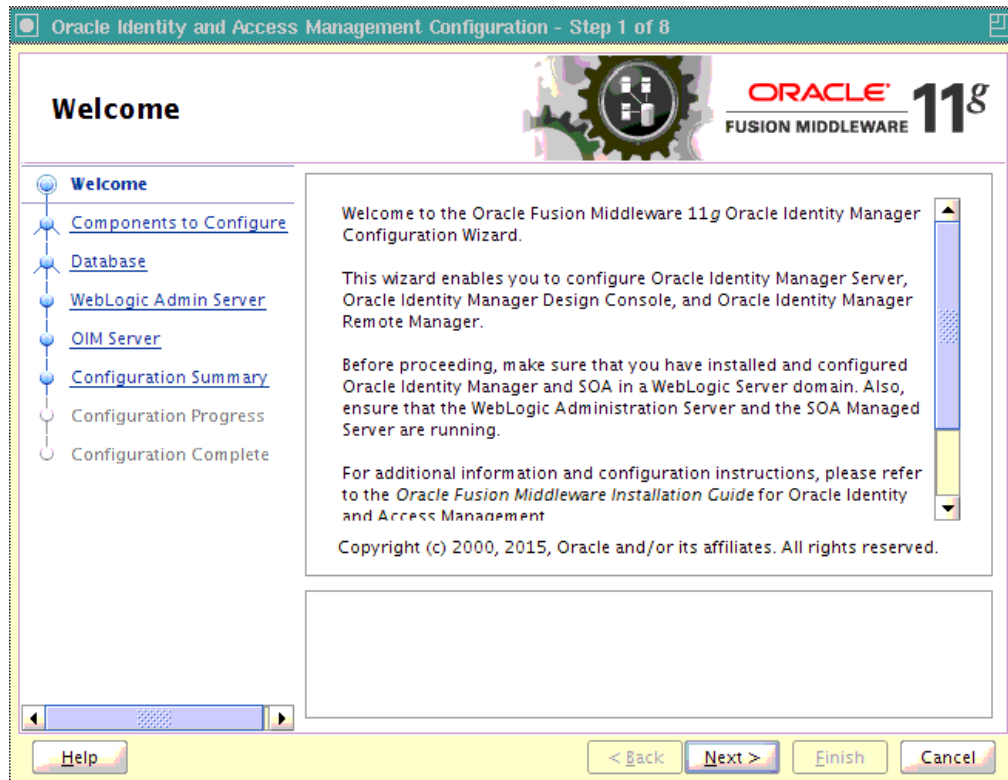 Oracle Identity and Access Management Configuration - Step 1 of 8
Welcome
ORACLE
FUSION MIDDLEWARE
11g
Welcome
Components to Configure
Database
WebLogic Admin Server
OIM Server
Configuration Summary
Configuration Progress
Configuration Complete
Welcome to the Oracle Fusion Middleware 11g Oracle Identity Manager
Configuration Wizard.
This wizard enables you to configure Oracle Identity Manager Server,
Oracle Identity Manager Design Console, and Oracle Identity Manager
Remote Manager.
Before proceeding, make sure that you have installed and configured
Oracle Identity Manager and SOA in a WebLogic Server domain. Also,
ensure that the WebLogic Administration Server and the SOA Managed
Server are running.
For additional information and configuration instructions, please refer
to the Oracle Fusion Middleware Installation Guide for Oracle Identity
and Access Management
Copyright (c) 2000, 2015, Oracle and/or its affiliates. All rights reserved.
Help
< Back
Next >
Finish
Cancel